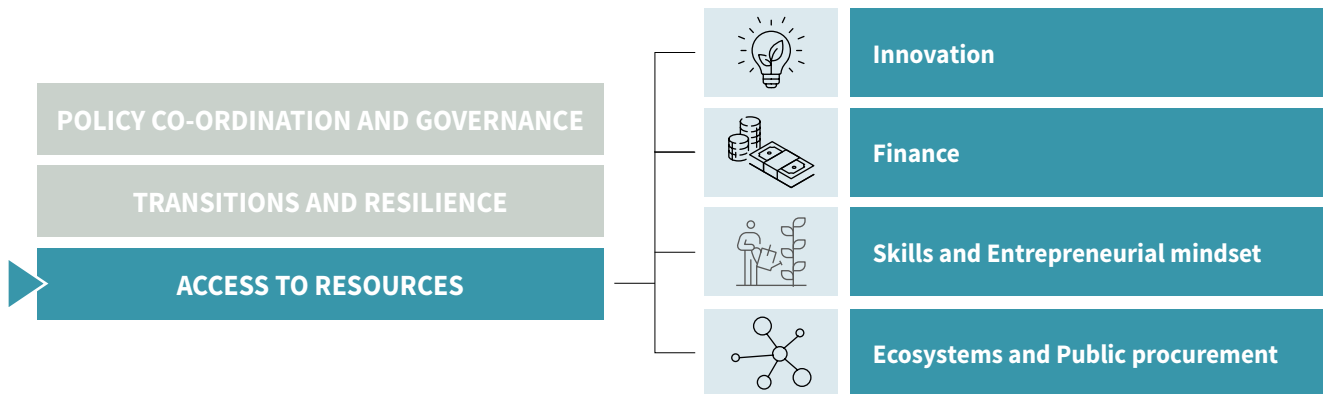 POLICY CO-ORDINATION AND GOVERNANCE
TRANSITIONS AND RESILIENCE
ACCESS TO RESOURCES
Innovation
Finance
Skills and Entrepreneurial mindset
Ecosystems and Public procurement